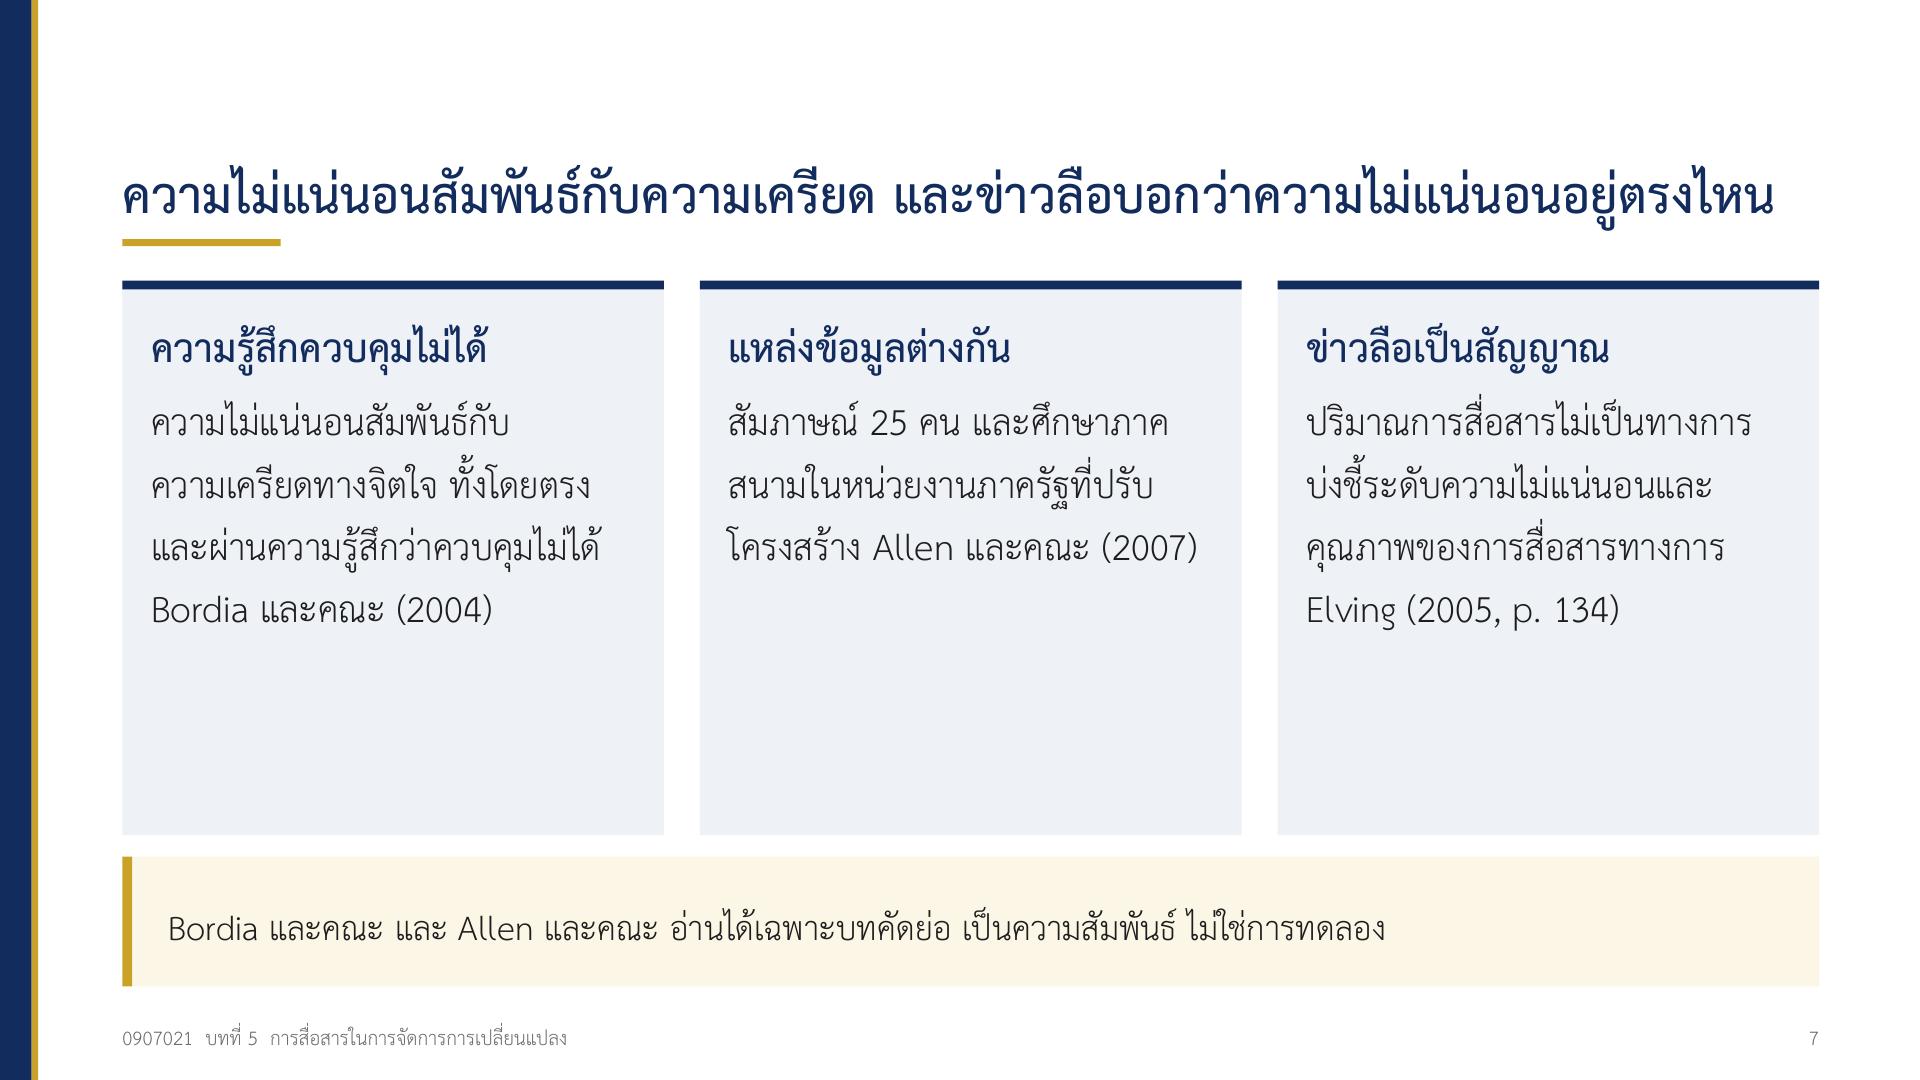 ความไม่แน่นอนสัมพันธ์กับความเครียด และข่าวลือบอกว่าความไม่แน่นอนอยู่ตรงไหน
ความรู้สึกควบคุมไม่ได้
ความไม่แน่นอนสัมพันธ์กับ
ความเครียดทางจิตใจ ทั้งโดยตรง
และผ่านความรู้สึกว่าควบคุมไม่ได้
Bordia และคณะ (2004)
แหล่งข้อมูลต่างกัน
สัมภาษณ์ 25 คน และศึกษาภาค
สนามในหน่วยงานภาครัฐที่ปรับ
โครงสร้าง Allen และคณะ (2007)
ข่าวลือเป็นสัญญาณ
ปริมาณการสื่อสารไม่เป็นทางการ
บ่งชี้ระดับความไม่แน่นอนและ
คุณภาพของการสื่อสารทางการ
Elving (2005, p. 134)
Bordia และคณะ และ Allen และคณะ อ่านได้เฉพาะบทคัดย่อ เป็นความสัมพันธ์ ไม่ใช่การทดลอง
0907021 บทที่ 5 การสื่อสารในการจัดการการเปลี่ยนแปลง
7